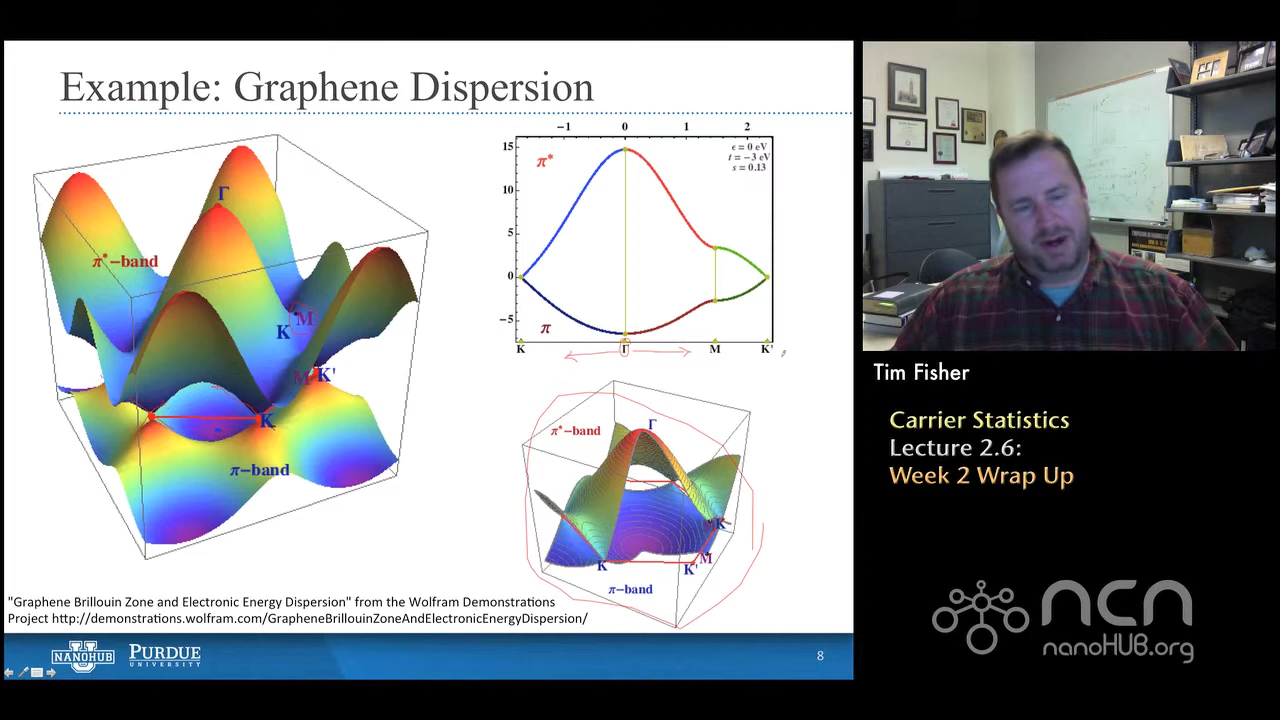 Example: Graphene Dispersion
Γ
π*-band
M
K
M
K'
K
π-band
−1 0 1 2
15
10
5
0
−5
π*
ϵ = 0 eV
t = −3 eV
s = 0.13
π
K Γ M K'
π*-band
Γ
K
K
M
K'
π-band
"Graphene Brillouin Zone and Electronic Energy Dispersion" from the Wolfram Demonstrations
Project http://demonstrations.wolfram.com/GrapheneBrillouinZoneAndElectronicEnergyDispersion/
NANOHUB
U
PURDUE
UNIVERSITY
8
Tim Fisher
Carrier Statistics
Lecture 2.6:
Week 2 Wrap Up
ncn
nanoHUB.org